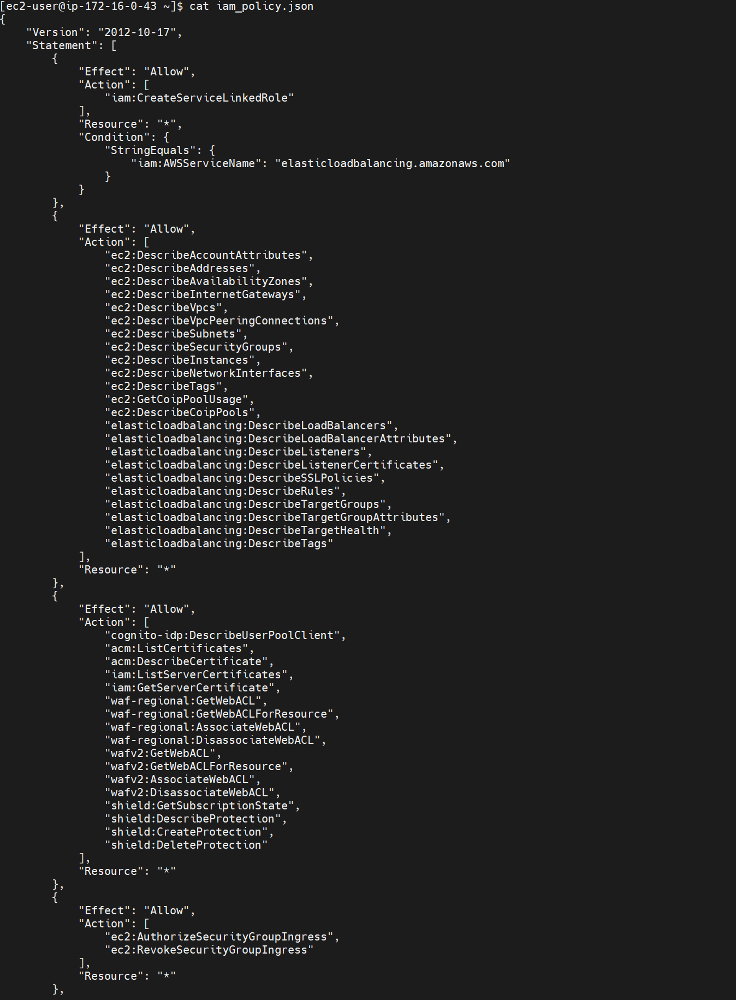 [ec2-user@ip-172-16-0-43 ~]$ cat iam_policy.json
{
    "Version": "2012-10-17",
    "Statement": [
        {
            "Effect": "Allow",
            "Action": [
                "iam:CreateServiceLinkedRole"
            ],
            "Resource": "*",
            "Condition": {
                "StringEquals": {
                    "iam:AWSServiceName": "elasticloadbalancing.amazonaws.com"
                }
            }
        },
        {
            "Effect": "Allow",
            "Action": [
                "ec2:DescribeAccountAttributes",
                "ec2:DescribeAddresses",
                "ec2:DescribeAvailabilityZones",
                "ec2:DescribeInternetGateways",
                "ec2:DescribeVpcs",
                "ec2:DescribeVpcPeeringConnections",
                "ec2:DescribeSubnets",
                "ec2:DescribeSecurityGroups",
                "ec2:DescribeInstances",
                "ec2:DescribeNetworkInterfaces",
                "ec2:DescribeTags",
                "ec2:GetCoipPoolUsage",
                "ec2:DescribeCoipPools",
                "elasticloadbalancing:DescribeLoadBalancers",
                "elasticloadbalancing:DescribeLoadBalancerAttributes",
                "elasticloadbalancing:DescribeListeners",
                "elasticloadbalancing:DescribeListenerCertificates",
                "elasticloadbalancing:DescribeSSLPolicies",
                "elasticloadbalancing:DescribeRules",
                "elasticloadbalancing:DescribeTargetGroups",
                "elasticloadbalancing:DescribeTargetGroupAttributes",
                "elasticloadbalancing:DescribeTargetHealth",
                "elasticloadbalancing:DescribeTags"
            ],
            "Resource": "*"
        },
        {
            "Effect": "Allow",
            "Action": [
                "cognito-idp:DescribeUserPoolClient",
                "acm:ListCertificates",
                "acm:DescribeCertificate",
                "iam:ListServerCertificates",
                "iam:GetServerCertificate",
                "waf-regional:GetWebACL",
                "waf-regional:GetWebACLForResource",
                "waf-regional:AssociateWebACL",
                "waf-regional:DisassociateWebACL",
                "wafv2:GetWebACL",
                "wafv2:GetWebACLForResource",
                "wafv2:AssociateWebACL",
                "wafv2:DisassociateWebACL",
                "shield:GetSubscriptionState",
                "shield:DescribeProtection",
                "shield:CreateProtection",
                "shield:DeleteProtection"
            ],
            "Resource": "*"
        },
        {
            "Effect": "Allow",
            "Action": [
                "ec2:AuthorizeSecurityGroupIngress",
                "ec2:RevokeSecurityGroupIngress"
            ],
            "Resource": "*"
        },